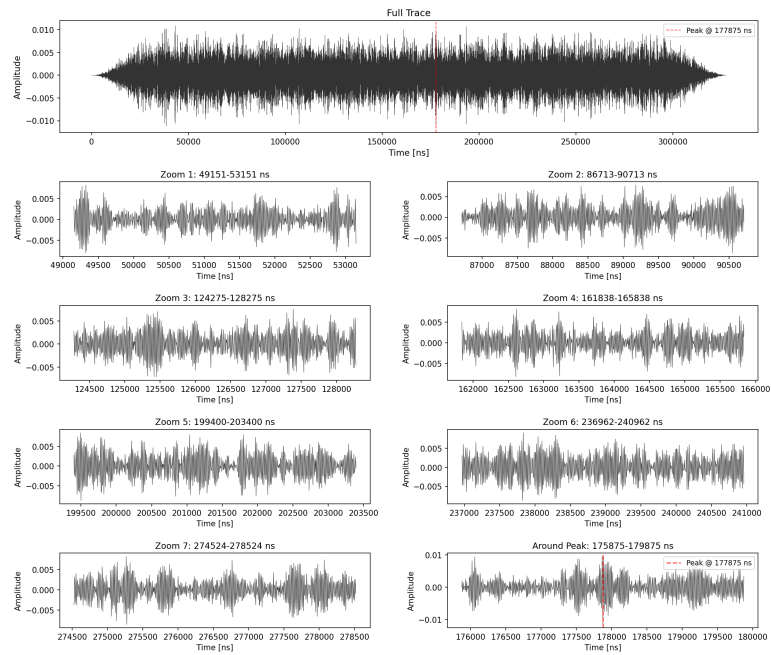 Full Trace
Amplitude
0.010
0.005
0.000
−0.005
−0.010
Peak @ 177875 ns
0 50000 100000 150000 200000 250000 300000
Time [ns]
Zoom 1: 49151-53151 ns
Amplitude
0.005
0.000
−0.005
49000 49500 50000 50500 51000 51500 52000 52500 53000
Time [ns]
Zoom 2: 86713-90713 ns
Amplitude
0.005
0.000
−0.005
87000 87500 88000 88500 89000 89500 90000 90500
Time [ns]
Zoom 3: 124275-128275 ns
Amplitude
0.005
0.000
−0.005
124500 125000 125500 126000 126500 127000 127500 128000
Time [ns]
Zoom 4: 161838-165838 ns
Amplitude
0.005
0.000
−0.005
162000 162500 163000 163500 164000 164500 165000 165500 166000
Time [ns]
Zoom 5: 199400-203400 ns
Amplitude
0.005
0.000
−0.005
199500 200000 200500 201000 201500 202000 202500 203000 203500
Time [ns]
Zoom 6: 236962-240962 ns
Amplitude
0.005
0.000
−0.005
237000 237500 238000 238500 239000 239500 240000 240500 241000
Time [ns]
Zoom 7: 274524-278524 ns
Amplitude
0.005
0.000
−0.005
274500 275000 275500 276000 276500 277000 277500 278000 278500
Time [ns]
Around Peak: 175875-179875 ns
Amplitude
0.01
0.00
−0.01
Peak @ 177875 ns
176000 176500 177000 177500 178000 178500 179000 179500 180000
Time [ns]